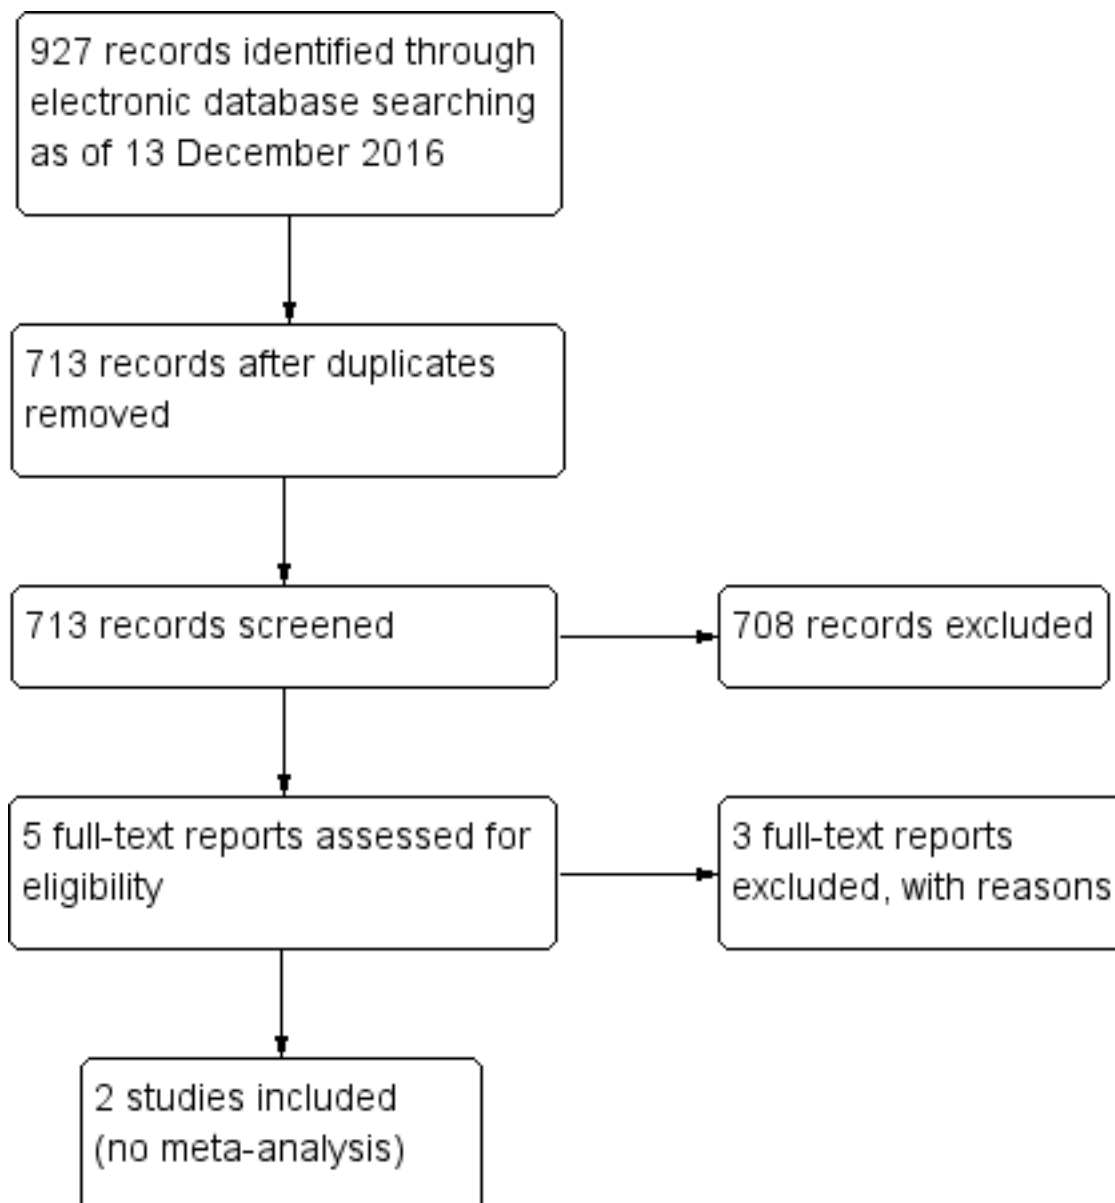 927 records identified through
electronic database searching
as of 13 December 2016
713 records after duplicates
removed
713 records screened
708 records excluded
5 full-text reports assessed for
eligibility
3 full-text reports
excluded, with reasons
2 studies included
(no meta-analysis)